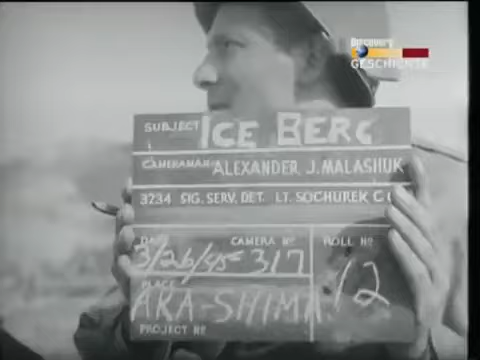 Discovery
GESCHICHTE
SUBJECT ICE BERG
CAMERAMAN ALEXANDER. J. MALASHUK
3234 SIG. SERV. DET. LT. SOCHUREK C O
DATE CAMERA No. ROLL No
3/26/45 317 12
PLACE
AKA-SHIMA
PROJECT No